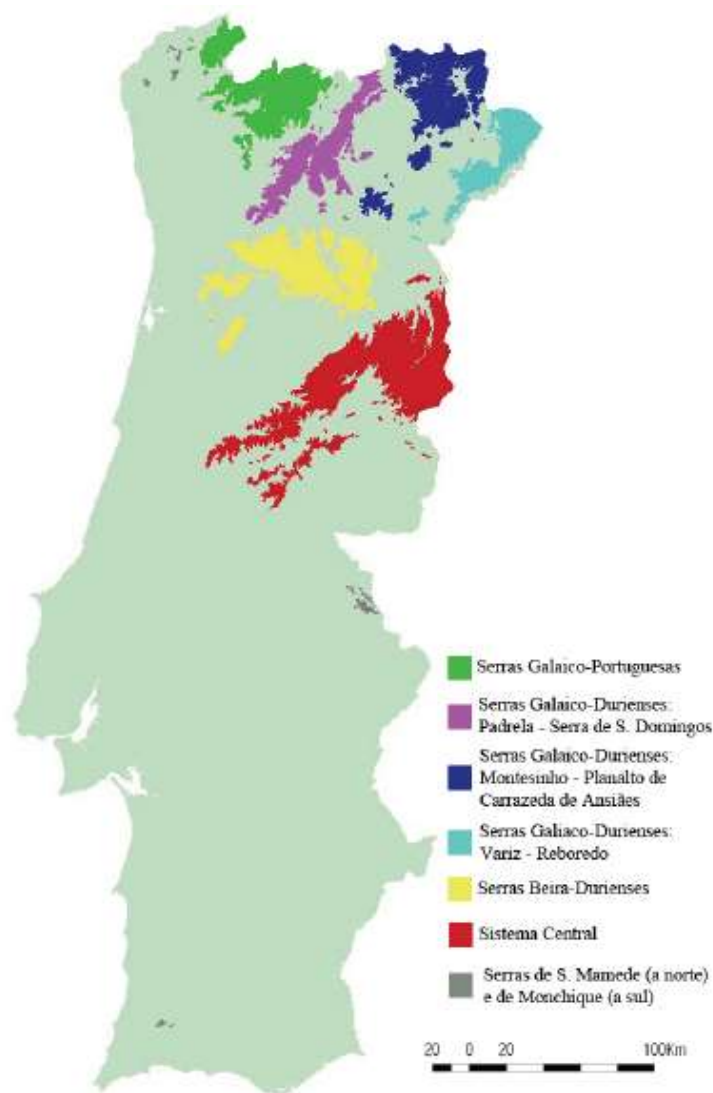 Serras Galaico-Portuguesas
Serras Galaico-Durienses:
Padrela - Serra de S. Domingos
Serras Galaico-Durienses:
Montesinho - Planalto de
Carrazeda de Ansiães
Serras Galiaco-Durienses:
Variz - Reboredo
Serras Beira-Durienses
Sistema Central
Serras de S. Mamede (a norte)
e de Monchique (a sul)
20 0 20 100Km